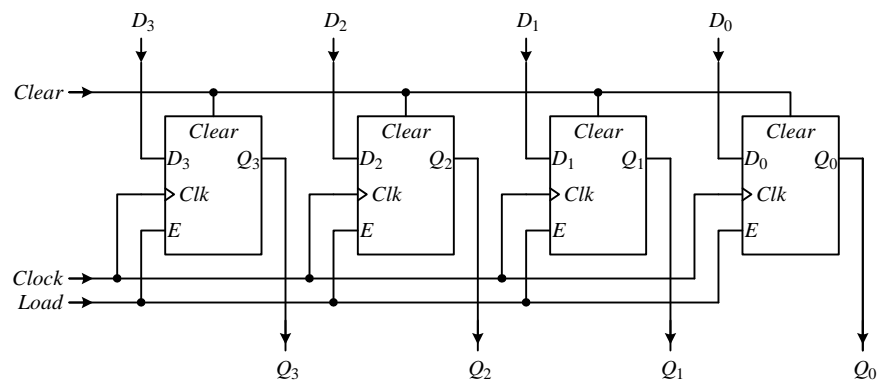 D3 D2 D1 D0
Clear
Clear Clear Clear Clear
D3 Q3 D2 Q2 D1 Q1 D0 Q0
Clk Clk Clk Clk
E E E E
Clock
Load
Q3 Q2 Q1 Q0